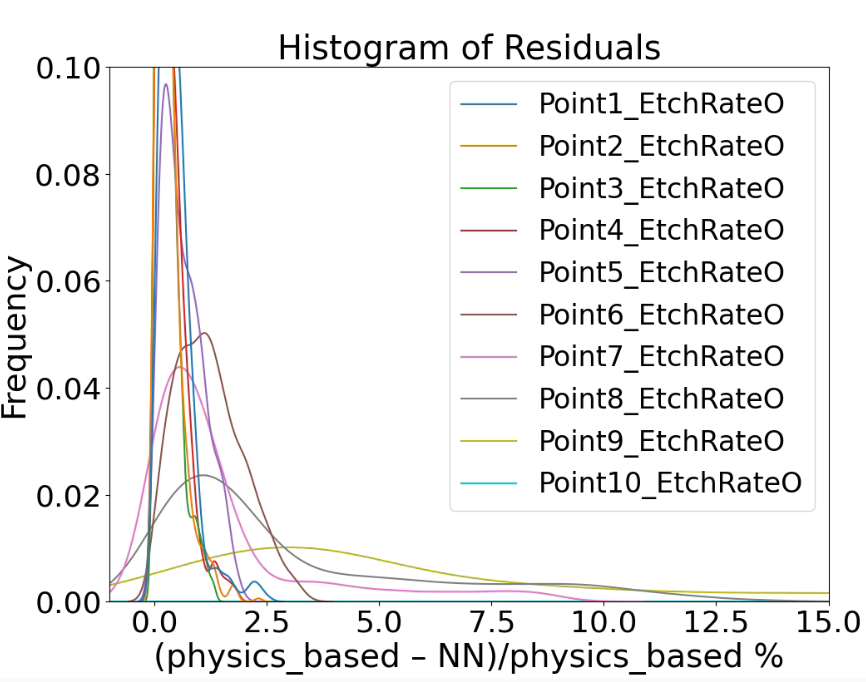 Histogram of Residuals
0.10
0.08
0.06
0.04
0.02
0.00
Frequency
Point1_EtchRateO
Point2_EtchRateO
Point3_EtchRateO
Point4_EtchRateO
Point5_EtchRateO
Point6_EtchRateO
Point7_EtchRateO
Point8_EtchRateO
Point9_EtchRateO
Point10_EtchRateO
0.0 2.5 5.0 7.5 10.0 12.5 15.0
(physics_based – NN)/physics_based %